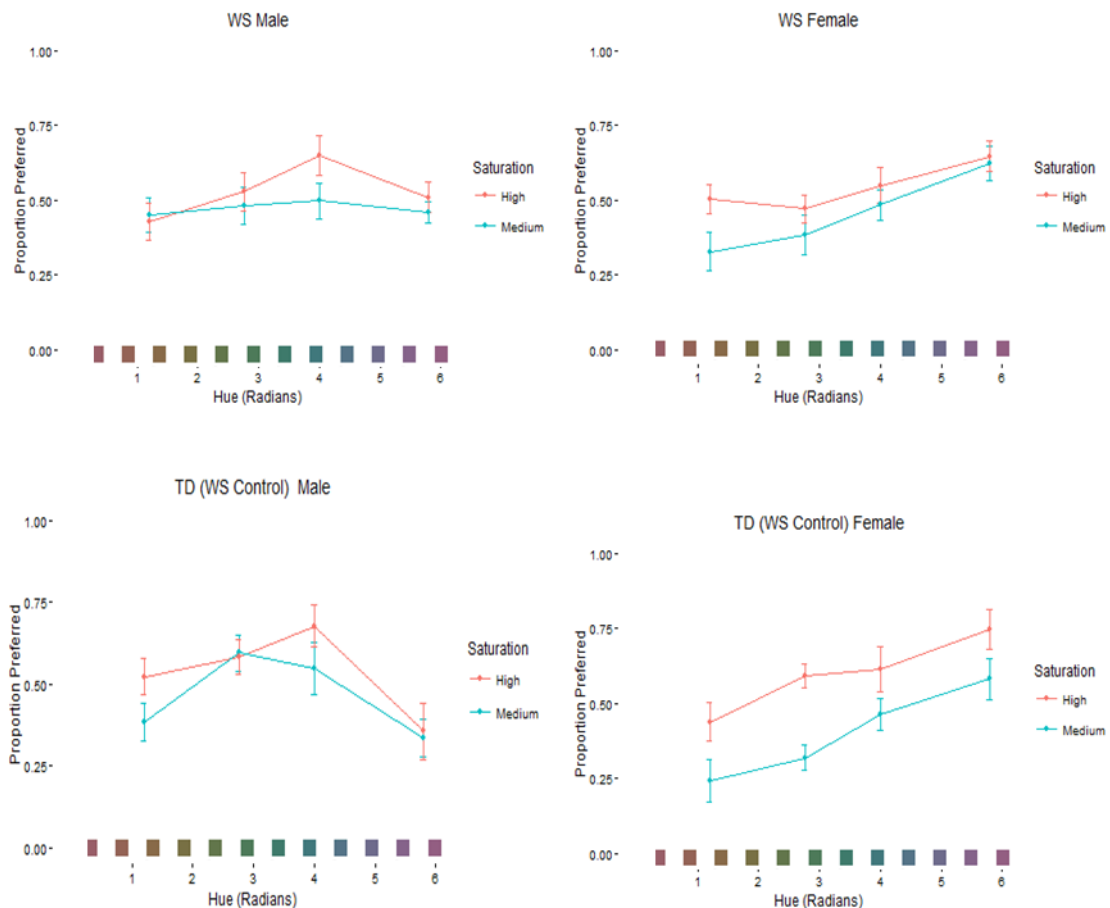 WS Male
1.00
0.75
0.50
0.25
0.00
Proportion Preferred
1 2 3 4 5 6
Hue (Radians)
Saturation
High
Medium
WS Female
1.00
0.75
0.50
0.25
0.00
Proportion Preferred
1 2 3 4 5 6
Hue (Radians)
Saturation
High
Medium
TD (WS Control) Male
1.00
0.75
0.50
0.25
0.00
Proportion Preferred
1 2 3 4 5 6
Hue (Radians)
Saturation
High
Medium
TD (WS Control) Female
1.00
0.75
0.50
0.25
0.00
Proportion Preferred
1 2 3 4 5 6
Hue (Radians)
Saturation
High
Medium